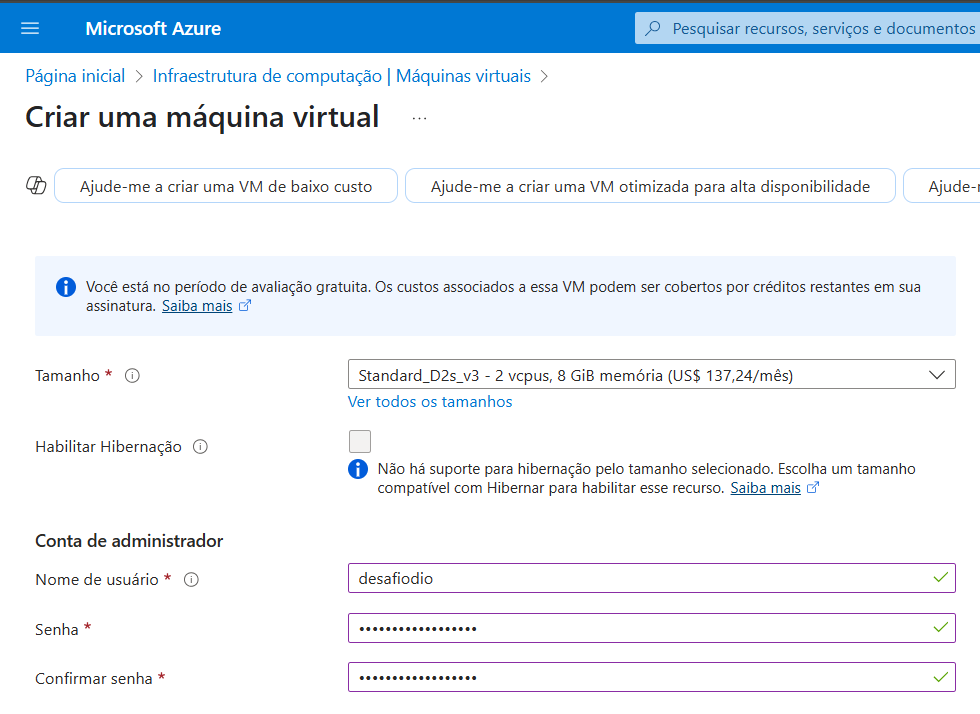 Microsoft Azure
Pesquisar recursos, serviços e documentos
Página inicial > Infraestrutura de computação | Máquinas virtuais >
Criar uma máquina virtual ...
Ajude-me a criar uma VM de baixo custo
Ajude-me a criar uma VM otimizada para alta disponibilidade
Ajude-
Você está no período de avaliação gratuita. Os custos associados a essa VM podem ser cobertos por créditos restantes em sua
assinatura. Saiba mais
Tamanho *
Standard_D2s_v3 - 2 vcpus, 8 GiB memória (US$ 137,24/mês)
Ver todos os tamanhos
Habilitar Hibernação
Não há suporte para hibernação pelo tamanho selecionado. Escolha um tamanho
compatível com Hibernar para habilitar esse recurso. Saiba mais
Conta de administrador
Nome de usuário *
desafiodio
Senha *
••••••••••••••••••
Confirmar senha *
••••••••••••••••••